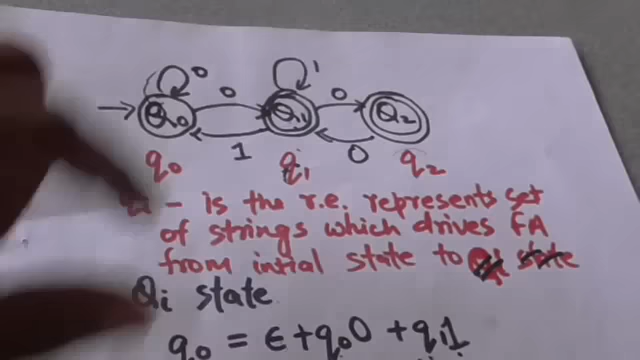 0 0 1 0
Q0 Q1 Q2
1 0
q0 q1 q2
- is the r.e. represents set
of strings which drives FA
from intial state to
Qi state
q0 = ε + q00 + q11